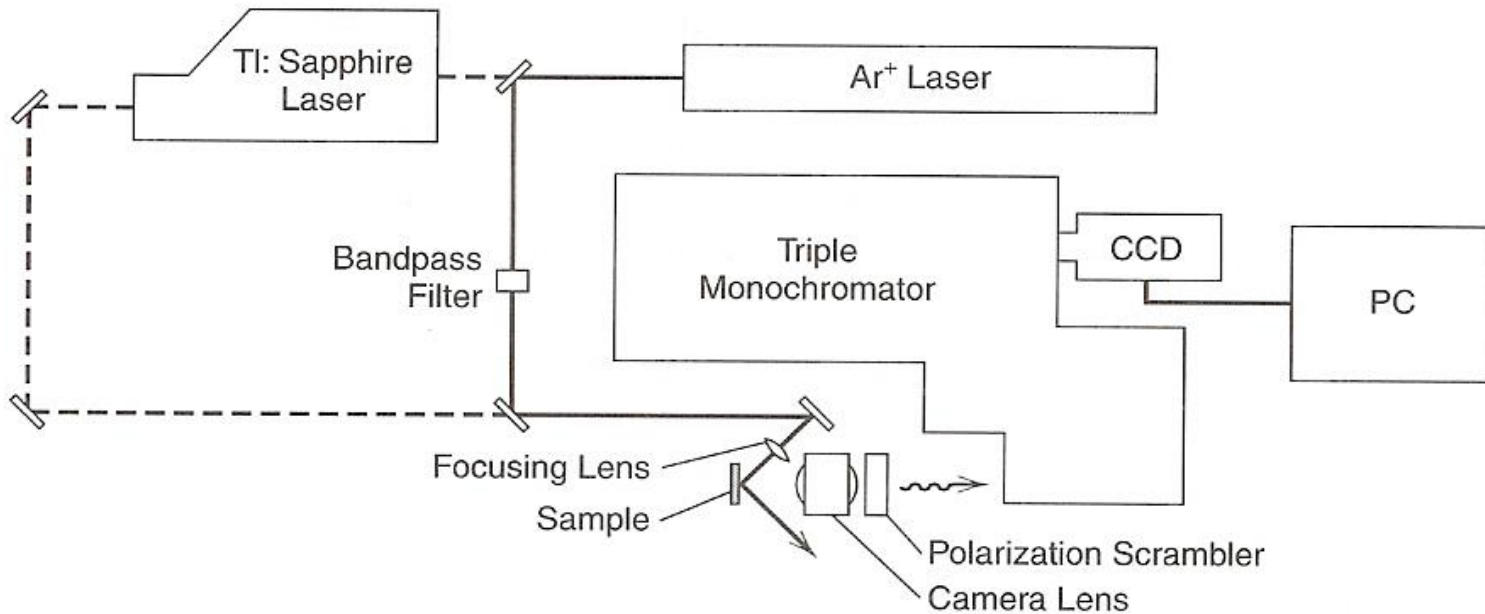 TI: Sapphire
Laser
Ar⁺ Laser
Triple
Monochromator
CCD
PC
Bandpass
Filter
Focusing Lens
Sample
Polarization Scrambler
Camera Lens